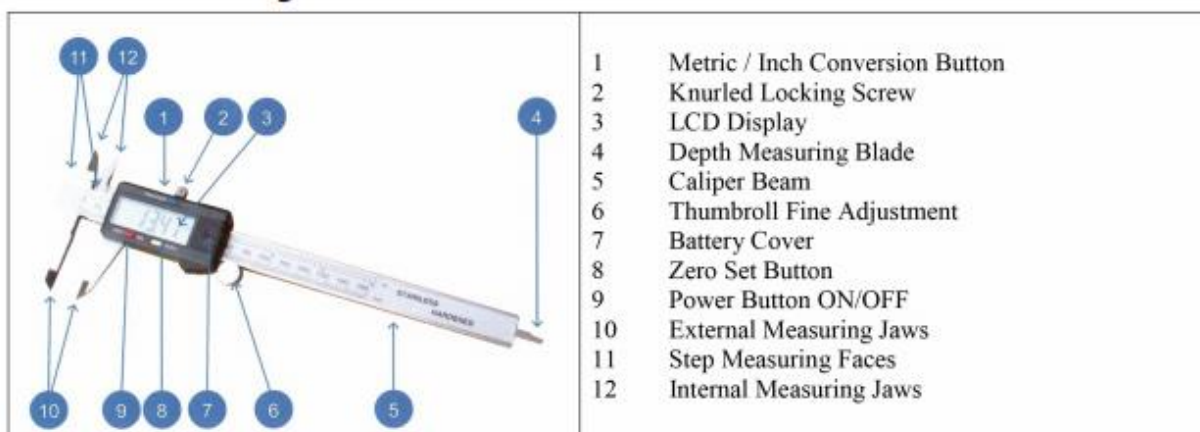 11
12
1
2
3
4
STAINLESS
HARDENED
10
9
8
7
6
5
1 Metric / Inch Conversion Button
2 Knurled Locking Screw
3 LCD Display
4 Depth Measuring Blade
5 Caliper Beam
6 Thumbroll Fine Adjustment
7 Battery Cover
8 Zero Set Button
9 Power Button ON/OFF
10 External Measuring Jaws
11 Step Measuring Faces
12 Internal Measuring Jaws